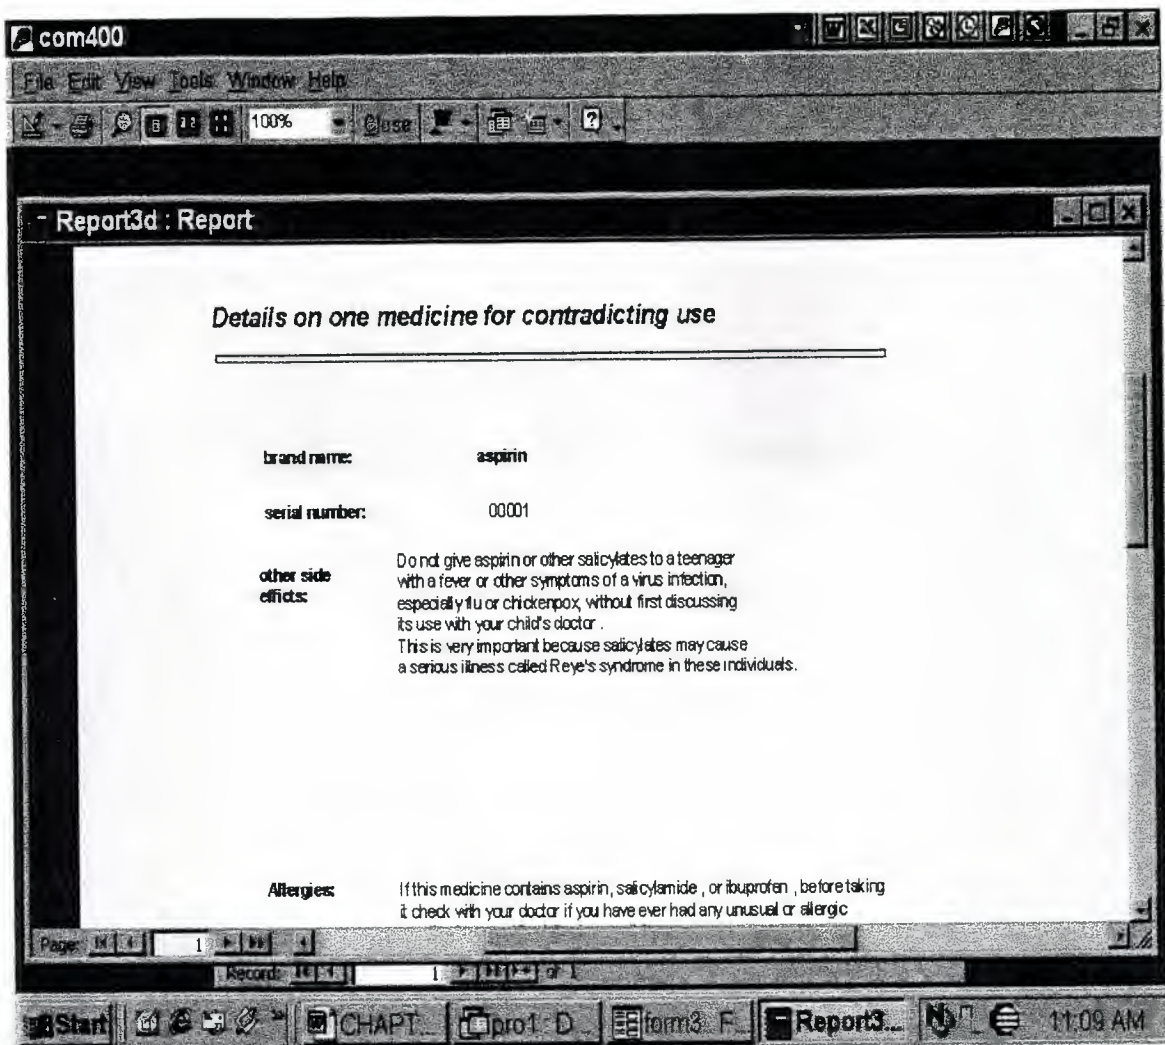 com400
File Edit View Tools Window Help
100% Close
Report3d : Report
Details on one medicine for contradicting use
brand name: aspirin
serial number: 00001
other side
effects:
Do not give aspirin or other salicylates to a teenager
with a fever or other symptoms of a virus infection,
especially flu or chickenpox, without first discussing
its use with your child's doctor .
This is very important because salicylates may cause
a serious illness called Reye's syndrome in these individuals.
Allergies: If this medicine contains aspirin, salicylamide , or ibuprofen , before taking
it check with your doctor if you have ever had any unusual or allergic
Page: 1
Record: 1 of 1
Start CHAPT... pro1 : D... form3 : F... Report3... 11:09 AM